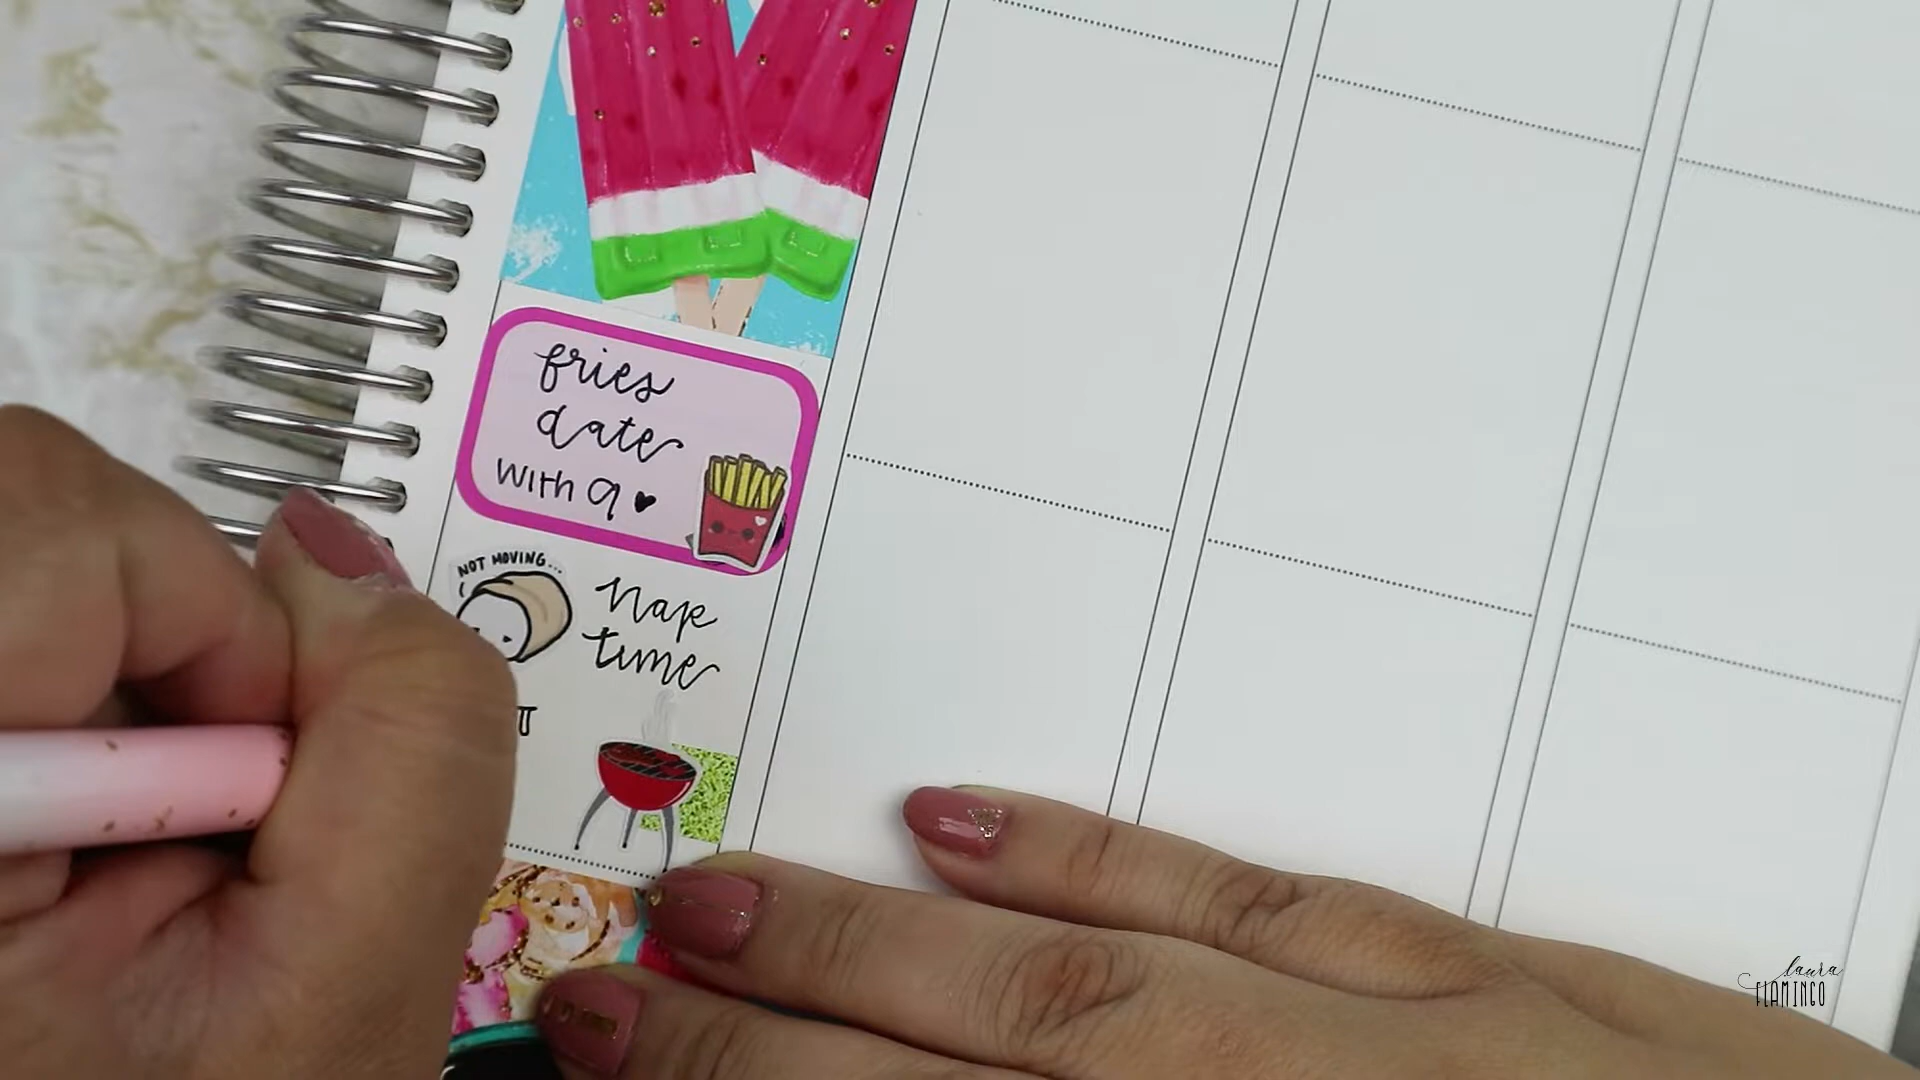 fries
date
with a ♥
NOT MOVING...
Nap
time
laura
FLAMINGO